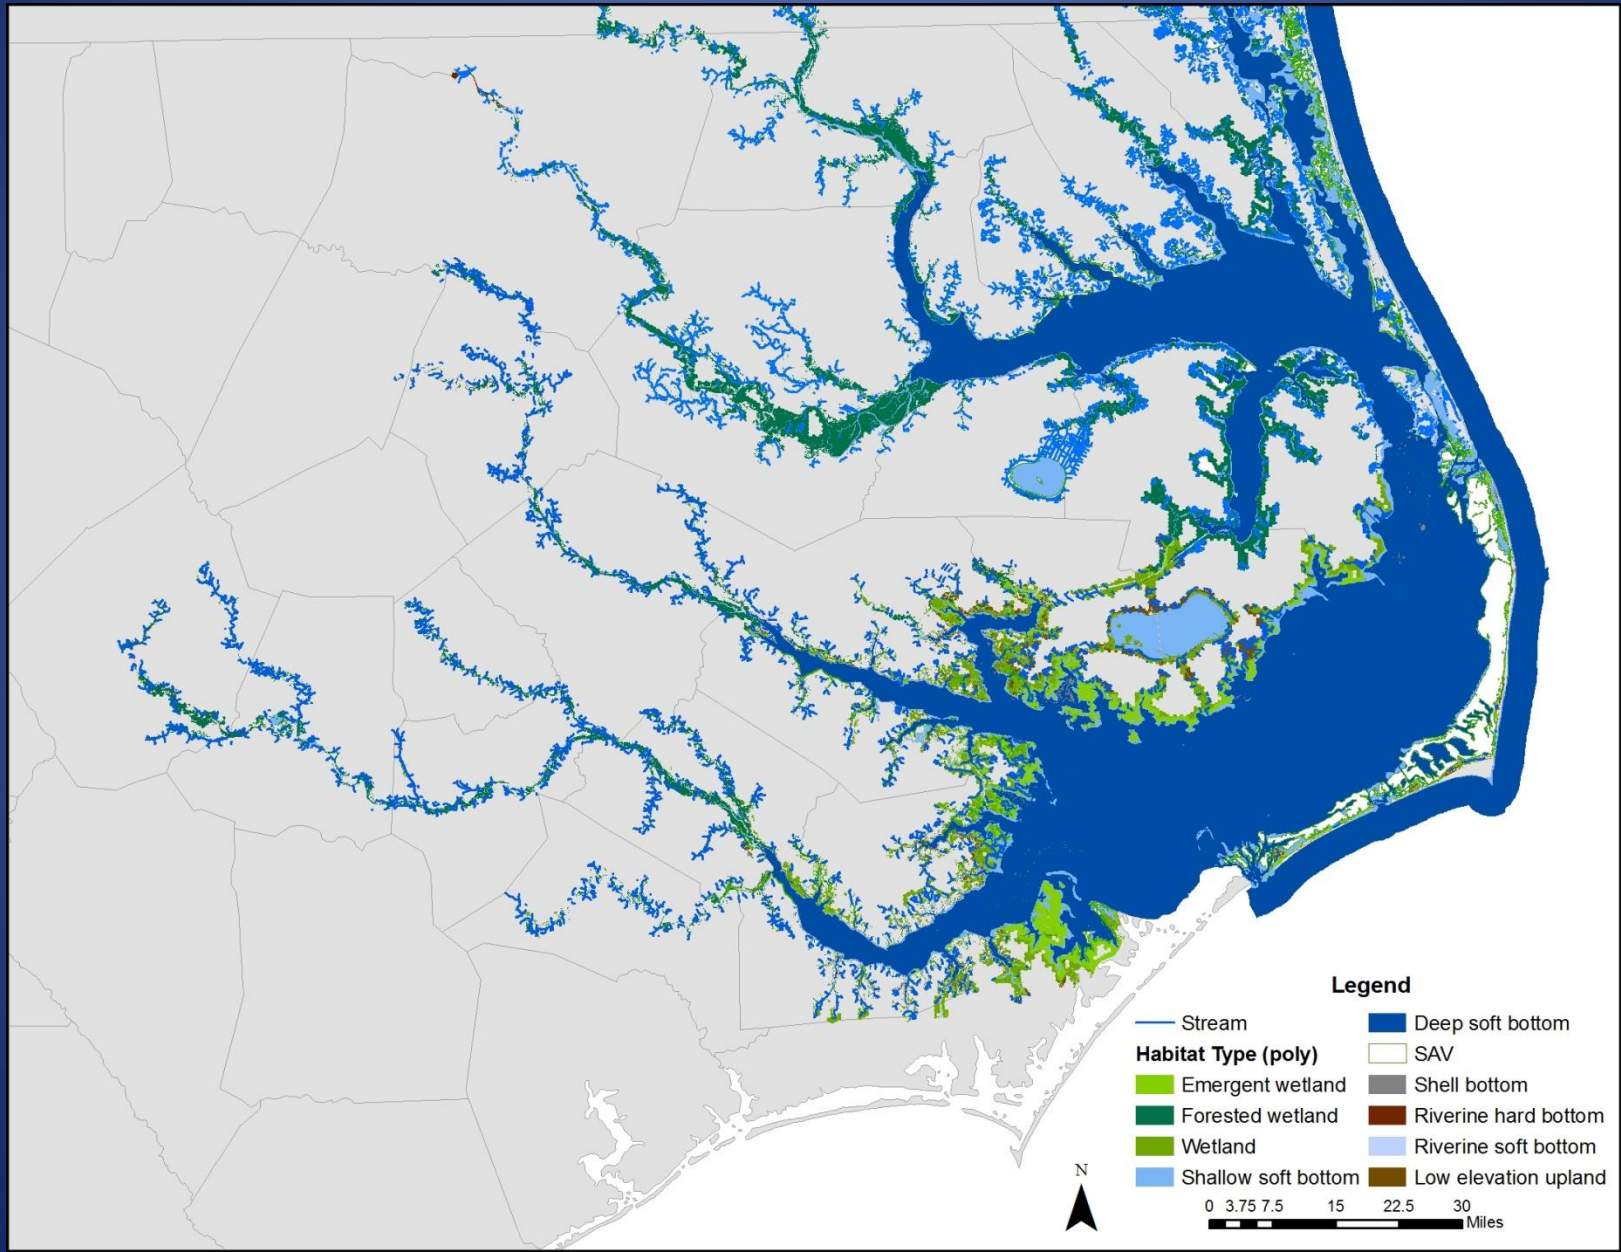 Legend
Stream
Habitat Type (poly)
Emergent wetland
Forested wetland
Wetland
Shallow soft bottom
Deep soft bottom
SAV
Shell bottom
Riverine hard bottom
Riverine soft bottom
Low elevation upland
N
0 3.75 7.5 15 22.5 30
Miles